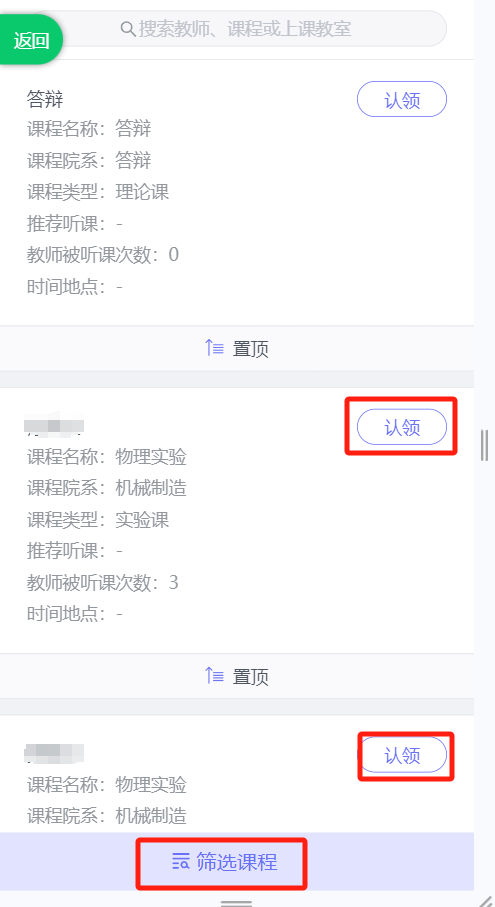 返回
搜索教师、课程或上课教室
答辩
认领
课程名称：答辩
课程院系：答辩
课程类型：理论课
推荐听课：-
教师被听课次数：0
时间地点：-
置顶
认领
课程名称：物理实验
课程院系：机械制造
课程类型：实验课
推荐听课：-
教师被听课次数：3
时间地点：-
置顶
认领
课程名称：物理实验
课程院系：机械制造
筛选课程